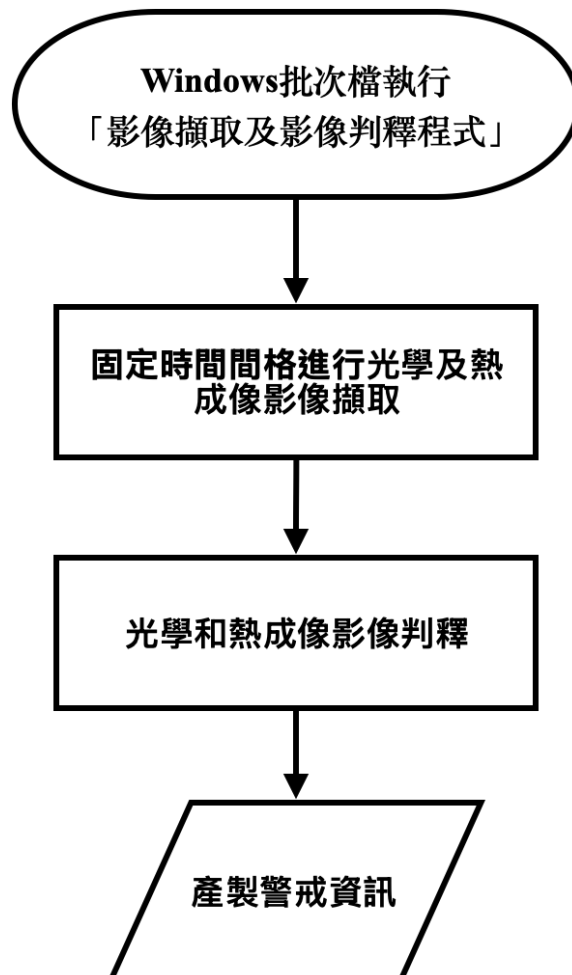 Windows批次檔執行
「影像擷取及影像判釋程式」
固定時間間格進行光學及熱
成像影像擷取
光學和熱成像影像判釋
產製警戒資訊